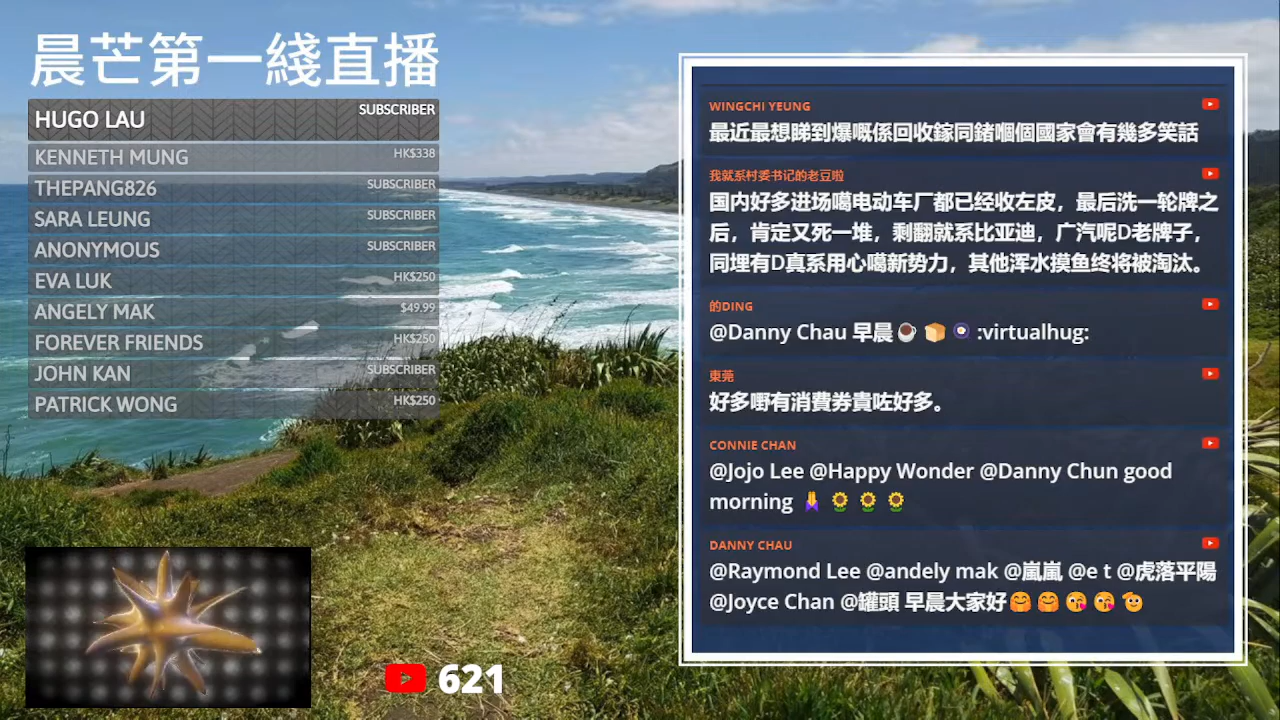 晨芒第一綫直播
HUGO LAU SUBSCRIBER
KENNETH MUNG HK$338
THEPANG826 SUBSCRIBER
SARA LEUNG SUBSCRIBER
ANONYMOUS SUBSCRIBER
EVA LUK HK$250
ANGELY MAK $49.99
FOREVER FRIENDS HK$250
JOHN KAN SUBSCRIBER
PATRICK WONG HK$250
WINGCHI YEUNG
最近最想睇到爆嘅係回收鎵同鍺嗰個國家會有幾多笑話
我就系村委书记的老豆啦
国内好多进场噶电动车厂都已经收左皮，最后洗一轮牌之
后，肯定又死一堆，剩翻就系比亚迪，广汽呢D老牌子，
同埋有D真系用心噶新势力，其他浑水摸鱼终将被淘汰。
的DING
@Danny Chau 早晨☕🍞🧿 :virtualhug:
東莞
好多嘢有消費券貴咗好多。
CONNIE CHAN
@Jojo Lee @Happy Wonder @Danny Chun good
morning 🌻🌻🌻
DANNY CHAU
@Raymond Lee @andely mak @嵐嵐 @e t @虎落平陽
@Joyce Chan @罐頭 早晨大家好🤗🤗😘😘🫡
621